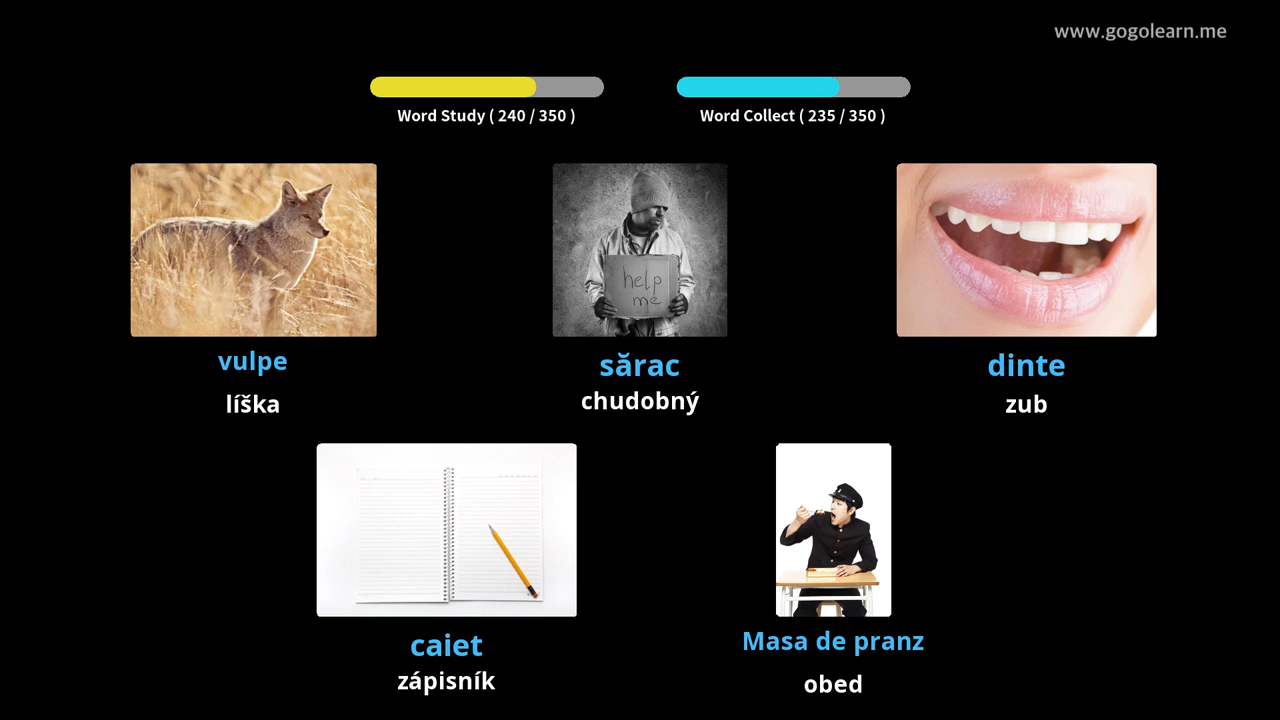 www.gogolearn.me
Word Study ( 240 / 350 )
Word Collect ( 235 / 350 )
help
me
vulpe
sărac
dinte
líška
chudobný
zub
caiet
Masa de pranz
zápisník
obed